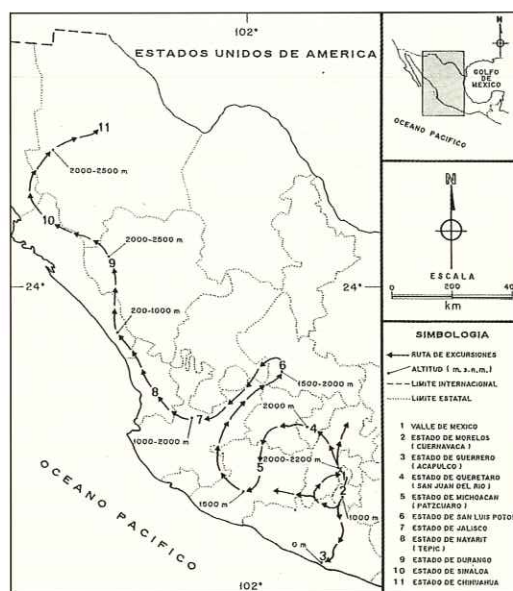 102°
ESTADOS UNIDOS DE AMERICA
11
2000-2500 m
10
2000-2500 m
9
24°
24°
200-1000 m
6
8
1500-2000 m
7
2000 m
4
1000-2000 m
2000-2200 m
5
1
1500 m
2
1000 m
0 m
3
OCEANO PACIFICO
102°
N
GOLFO
DE
MEXICO
OCEANO PACIFICO
N
ESCALA
0 200 40
km
SIMBOLOGIA
RUTA DE EXCURSIONES
ALTITUD ( m. s. n. m.)
LIMITE INTERNACIONAL
LIMITE ESTATAL
1 VALLE DE MEXICO
2 ESTADO DE MORELOS
( CUERNAVACA )
3 ESTADO DE GUERRERO
( ACAPULCO )
4 ESTADO DE QUERETARO
( SAN JUAN DEL RIO )
5 ESTADO DE MICHOACAN
( PATZCUARO )
6 ESTADO DE SAN LUIS POTOS
7 ESTADO DE JALISCO
8 ESTADO DE NAYARIT
( TEPIC )
9 ESTADO DE DURANGO
10 ESTADO DE SINALOA
11 ESTADO DE CHIHUAHUA